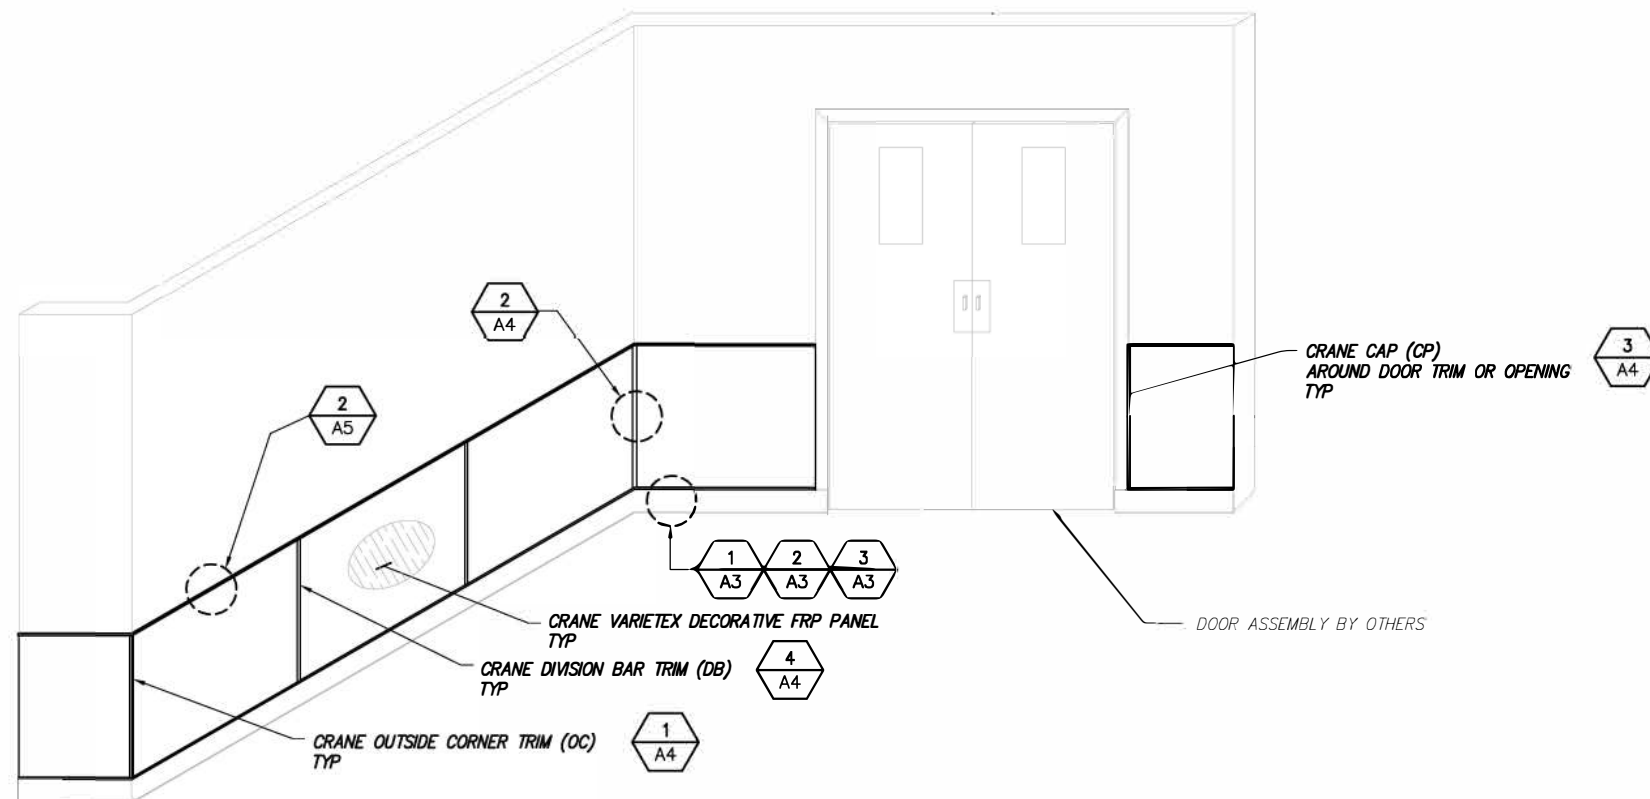 2
A4
CRANE CAP (CP)
AROUND DOOR TRIM OR OPENING
TYP
3
A4
2
A5
1
A3
2
A3
3
A3
CRANE VARIETEX DECORATIVE FRP PANEL
TYP
DOOR ASSEMBLY BY OTHERS
CRANE DIVISION BAR TRIM (DB)
TYP
4
A4
CRANE OUTSIDE CORNER TRIM (OC)
TYP
1
A4